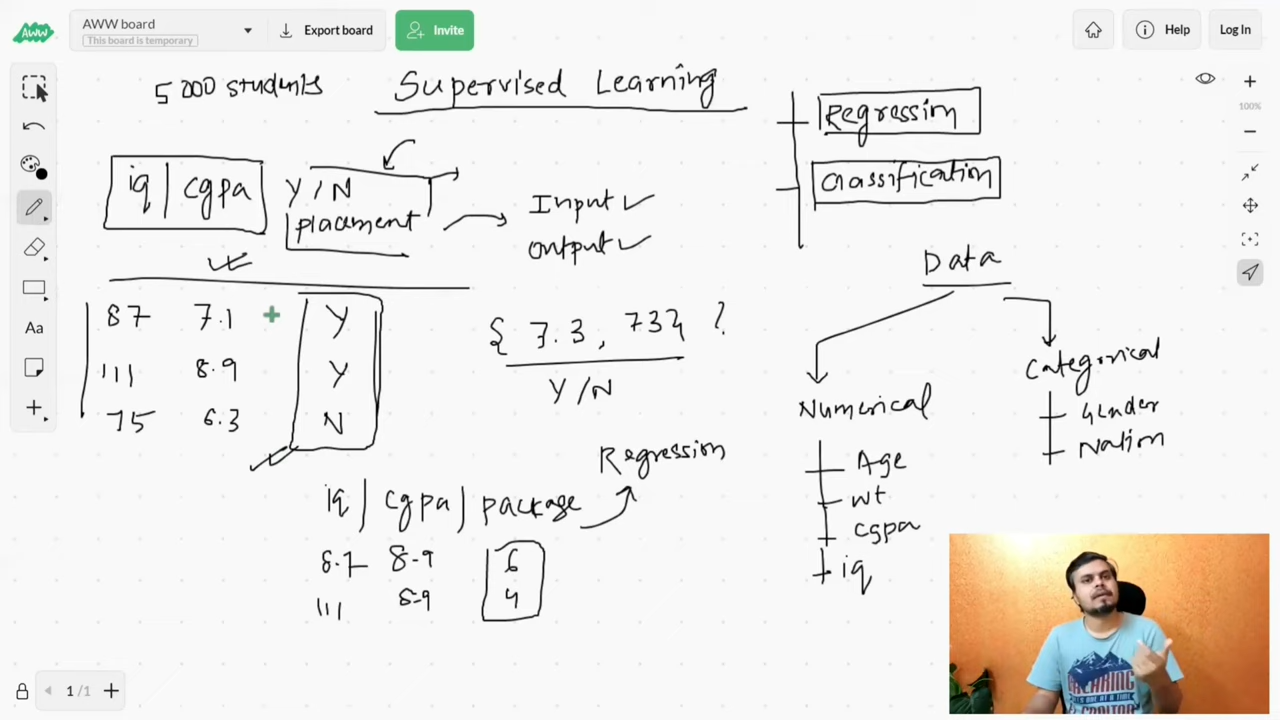 AWW
AWW board
This board is temporary
Export board
Invite
Help
Log In
100%
5000 students
Supervised Learning
Regression
Classification
iq | cgpa
Y/N
placement
Input
output
87 7.1 Y
111 8.9 Y
75 6.3 N
{ 7.3, 73} ?
Y/N
Data
Numerical
Age
wt
cgpa
iq
Categorical
Gender
Nation
Regression
iq | cgpa | package
8.7 8.9 6
111 8.9 4
Aa
1/1
BREAKING